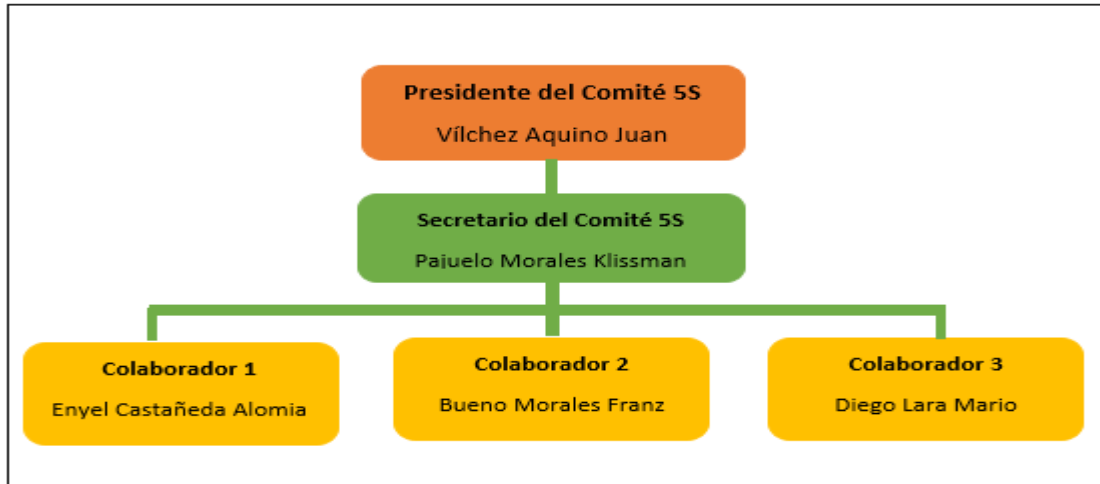 Presidente del Comité 5S
Vílchez Aquino Juan
Secretario del Comité 5S
Pajuelo Morales Klissman
Colaborador 1
Enyel Castañeda Alomia
Colaborador 2
Bueno Morales Franz
Colaborador 3
Diego Lara Mario